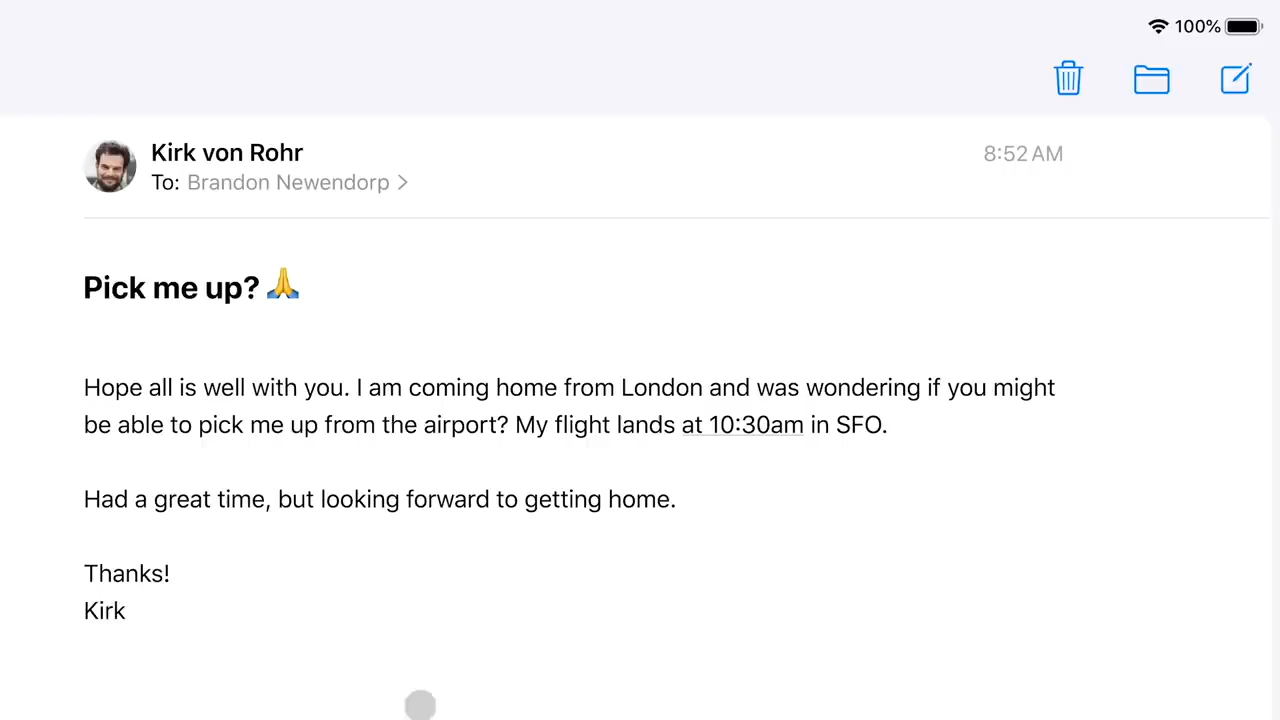 100%
Kirk von Rohr
8:52 AM
To: Brandon Newendorp >
Pick me up? 🙏
Hope all is well with you. I am coming home from London and was wondering if you might
be able to pick me up from the airport? My flight lands at 10:30am in SFO.
Had a great time, but looking forward to getting home.
Thanks!
Kirk